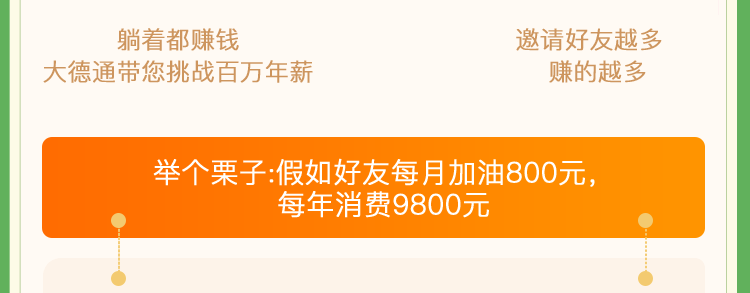 躺着都赚钱
大德通带您挑战百万年薪
邀请好友越多
赚的越多
举个栗子:假如好友每月加油800元，
每年消费9800元